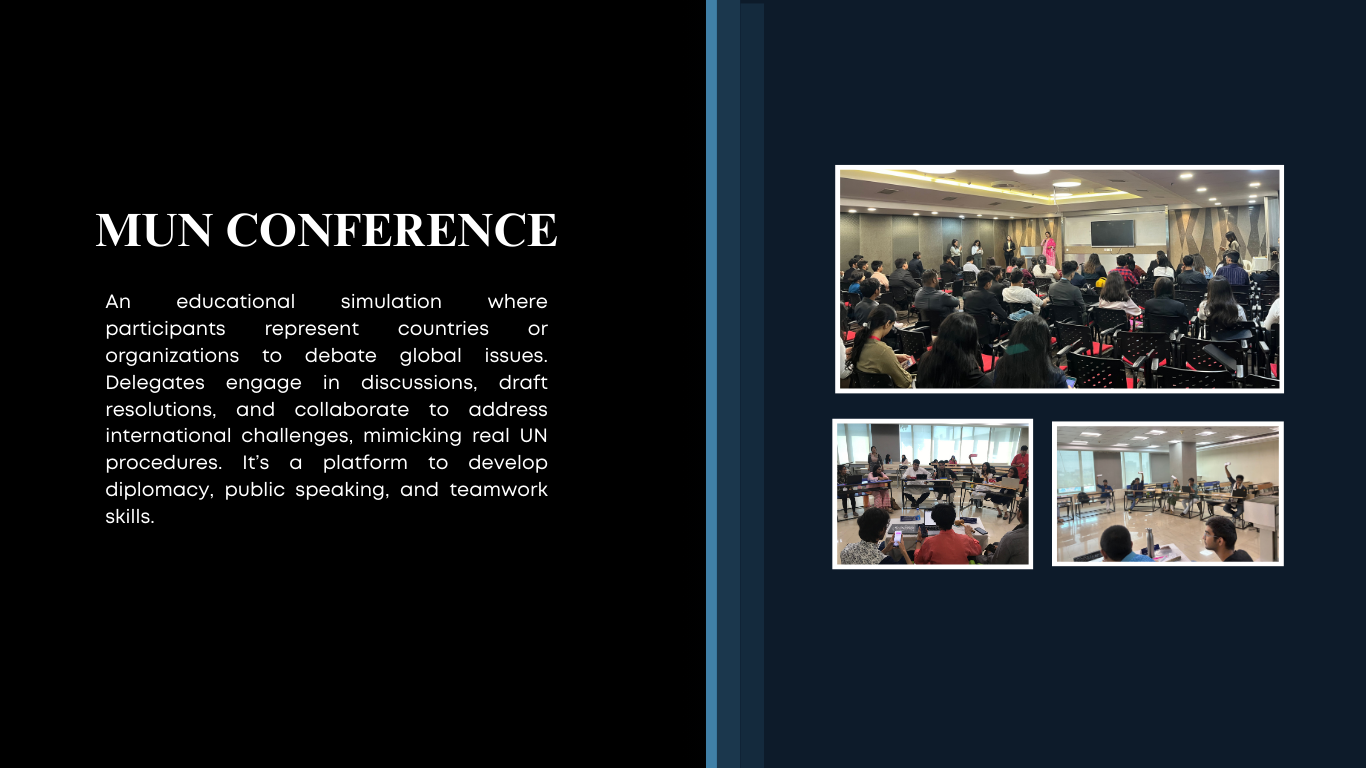 MUN CONFERENCE
An educational simulation where
participants represent countries or
organizations to debate global issues.
Delegates engage in discussions, draft
resolutions, and collaborate to address
international challenges, mimicking real UN
procedures. It’s a platform to develop
diplomacy, public speaking, and teamwork
skills.